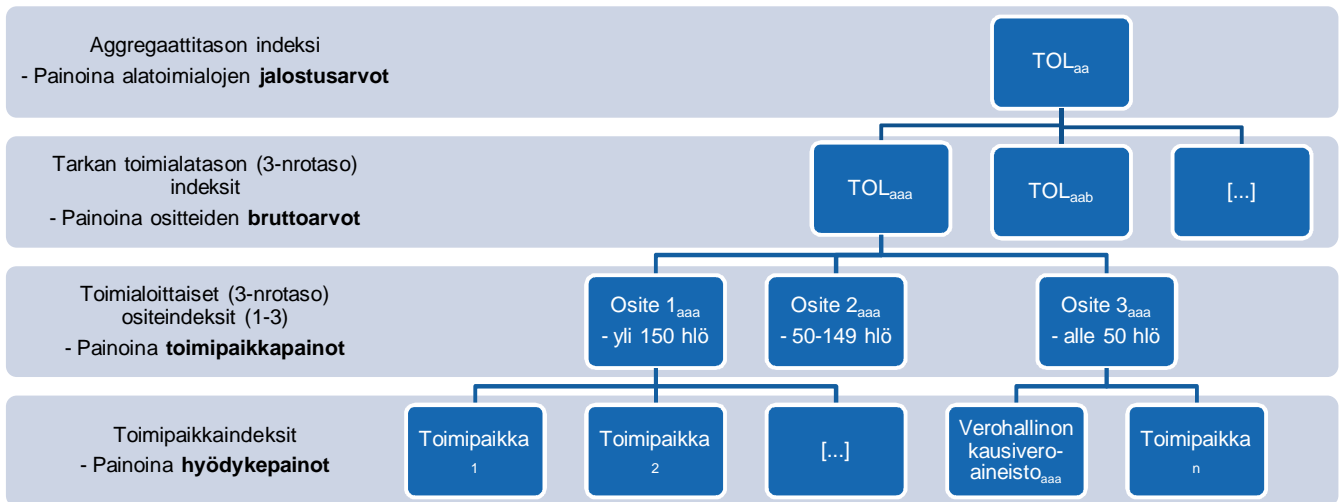 Aggregaattitason indeksi
- Painoina alatoimialojen jalostusarvot
TOLaa
Tarkan toimialatason (3-nrotaso)
indeksit
- Painoina ositteiden bruttoarvot
TOLaaa
TOLaab
[...]
Toimialoittaiset (3-nrotaso)
ositeindeksit (1-3)
- Painoina toimipaikkapainot
Osite 1aaa
- yli 150 hlö
Osite 2aaa
- 50-149 hlö
Osite 3aaa
- alle 50 hlö
Toimipaikkaindeksit
- Painoina hyödykepainot
Toimipaikka
1
Toimipaikka
2
[...]
Verohallinon
kausivero-
aineistoaaa
Toimipaikka
n